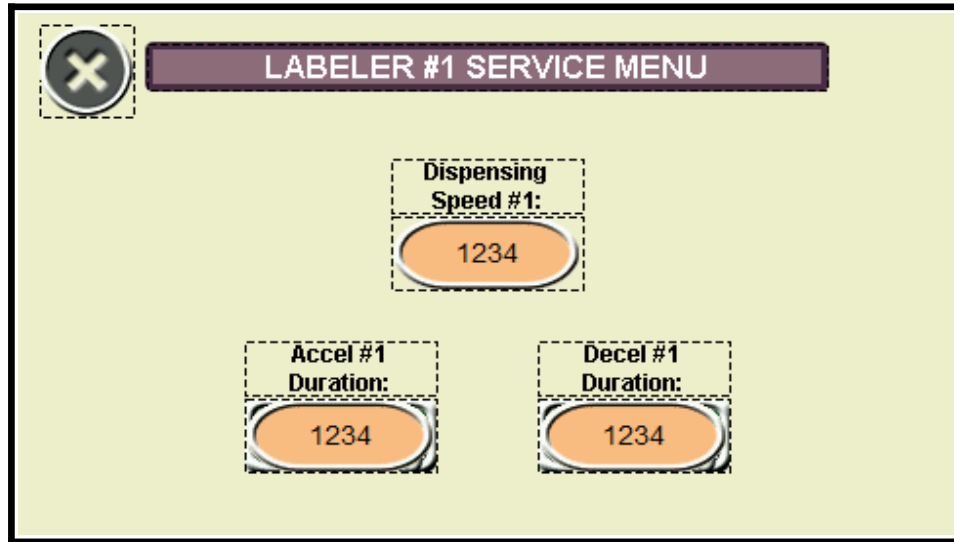 LABELER #1 SERVICE MENU
Dispensing
Speed #1:
1234
Accel #1
Duration:
1234
Decel #1
Duration:
1234